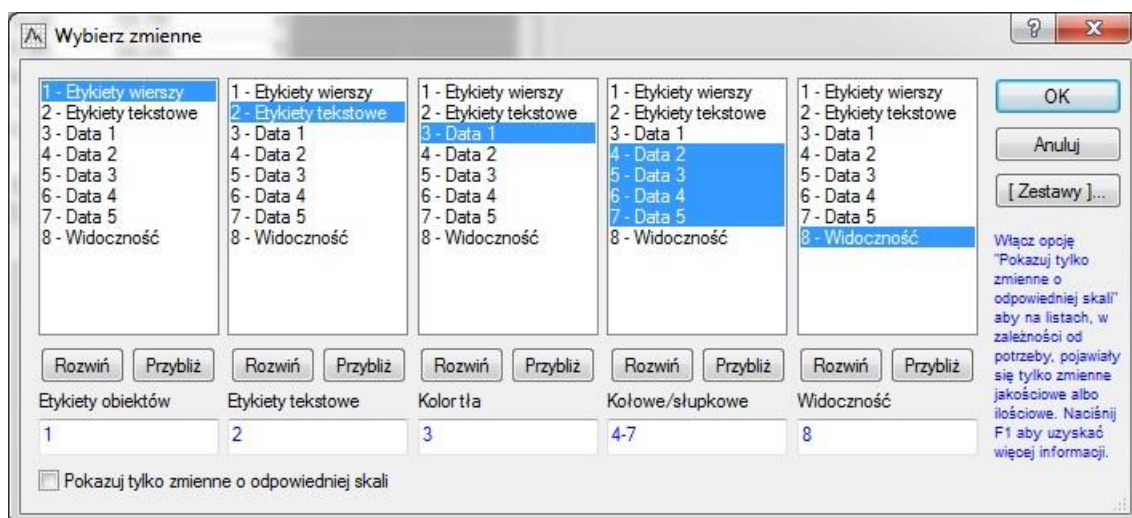 Wybierz zmienne
1 - Etykiety wierszy
2 - Etykiety tekstowe
3 - Data 1
4 - Data 2
5 - Data 3
6 - Data 4
7 - Data 5
8 - Widoczność
1 - Etykiety wierszy
2 - Etykiety tekstowe
3 - Data 1
4 - Data 2
5 - Data 3
6 - Data 4
7 - Data 5
8 - Widoczność
1 - Etykiety wierszy
2 - Etykiety tekstowe
3 - Data 1
4 - Data 2
5 - Data 3
6 - Data 4
7 - Data 5
8 - Widoczność
1 - Etykiety wierszy
2 - Etykiety tekstowe
3 - Data 1
4 - Data 2
5 - Data 3
6 - Data 4
7 - Data 5
8 - Widoczność
1 - Etykiety wierszy
2 - Etykiety tekstowe
3 - Data 1
4 - Data 2
5 - Data 3
6 - Data 4
7 - Data 5
8 - Widoczność
OK
Anuluj
[ Zestawy ]...
Włącz opcję
"Pokazuj tylko
zmienne o
odpowiedniej skali"
aby na listach, w
zależności od
potrzeby, pojawiały
się tylko zmienne
jakościowe albo
ilościowe. Naciśnij
F1 aby uzyskać
więcej informacji.
Rozwiń Przybliż Rozwiń Przybliż Rozwiń Przybliż Rozwiń Przybliż Rozwiń Przybliż
Etykiety obiektów Etykiety tekstowe Kolor tła Kołowe/słupkowe Widoczność
1 2 3 4-7 8
Pokazuj tylko zmienne o odpowiedniej skali